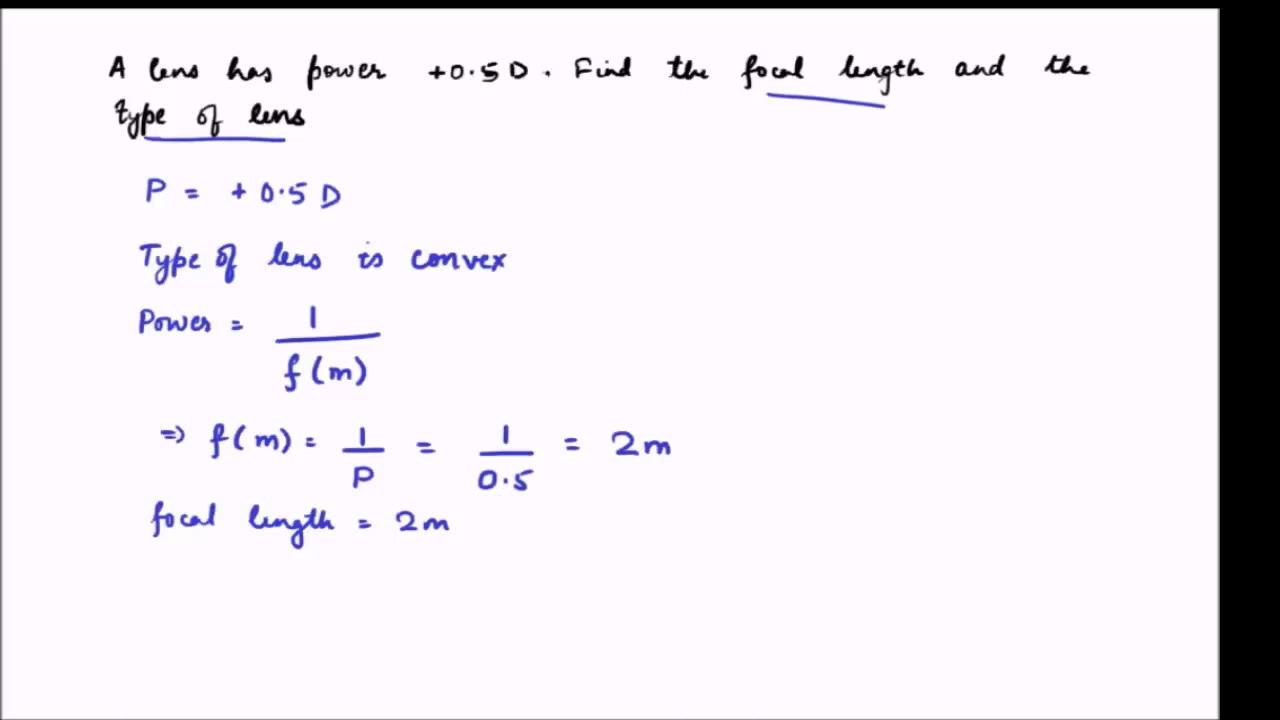 A lens has power +0.5 D. Find the focal length and the
type of lens
P = +0.5 D
Type of lens is convex
Power = 1 / f(m)
⇒ f(m) = 1 / P = 1 / 0.5 = 2m
focal length = 2m